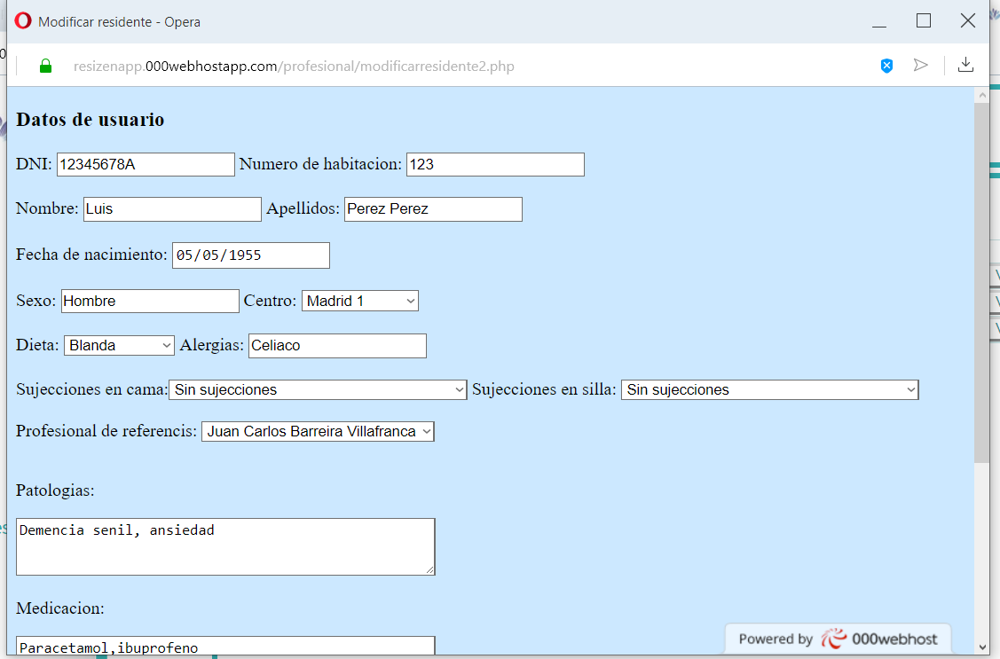 Modificar residente - Opera
resizenapp.000webhostapp.com/profesional/modificarresidente2.php
Datos de usuario
DNI: 12345678A Numero de habitacion: 123
Nombre: Luis Apellidos: Perez Perez
Fecha de nacimiento: 05/05/1955
Sexo: Hombre Centro: Madrid 1
Dieta: Blanda Alergias: Celiaco
Sujecciones en cama: Sin sujecciones Sujecciones en silla: Sin sujecciones
Profesional de referencis: Juan Carlos Barreira Villafranca
Patologias:
Demencia senil, ansiedad
Medicacion:
Paracetamol,ibuprofeno
Powered by 000webhost